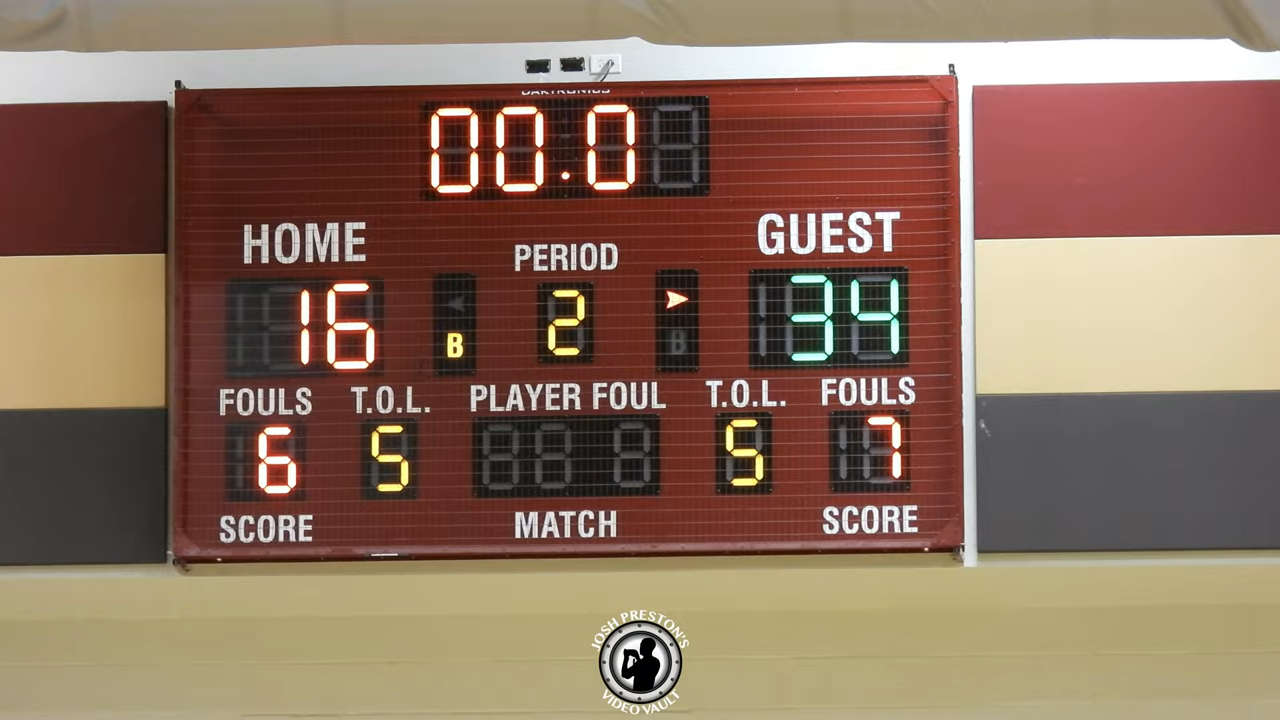 DAKTRONICS
00.0
HOME
PERIOD
GUEST
16
B
2
B
34
FOULS
T.O.L.
PLAYER FOUL
T.O.L.
FOULS
6
5
5
7
SCORE
MATCH
SCORE
JOSH PRESTON'S
VIDEO VAULT